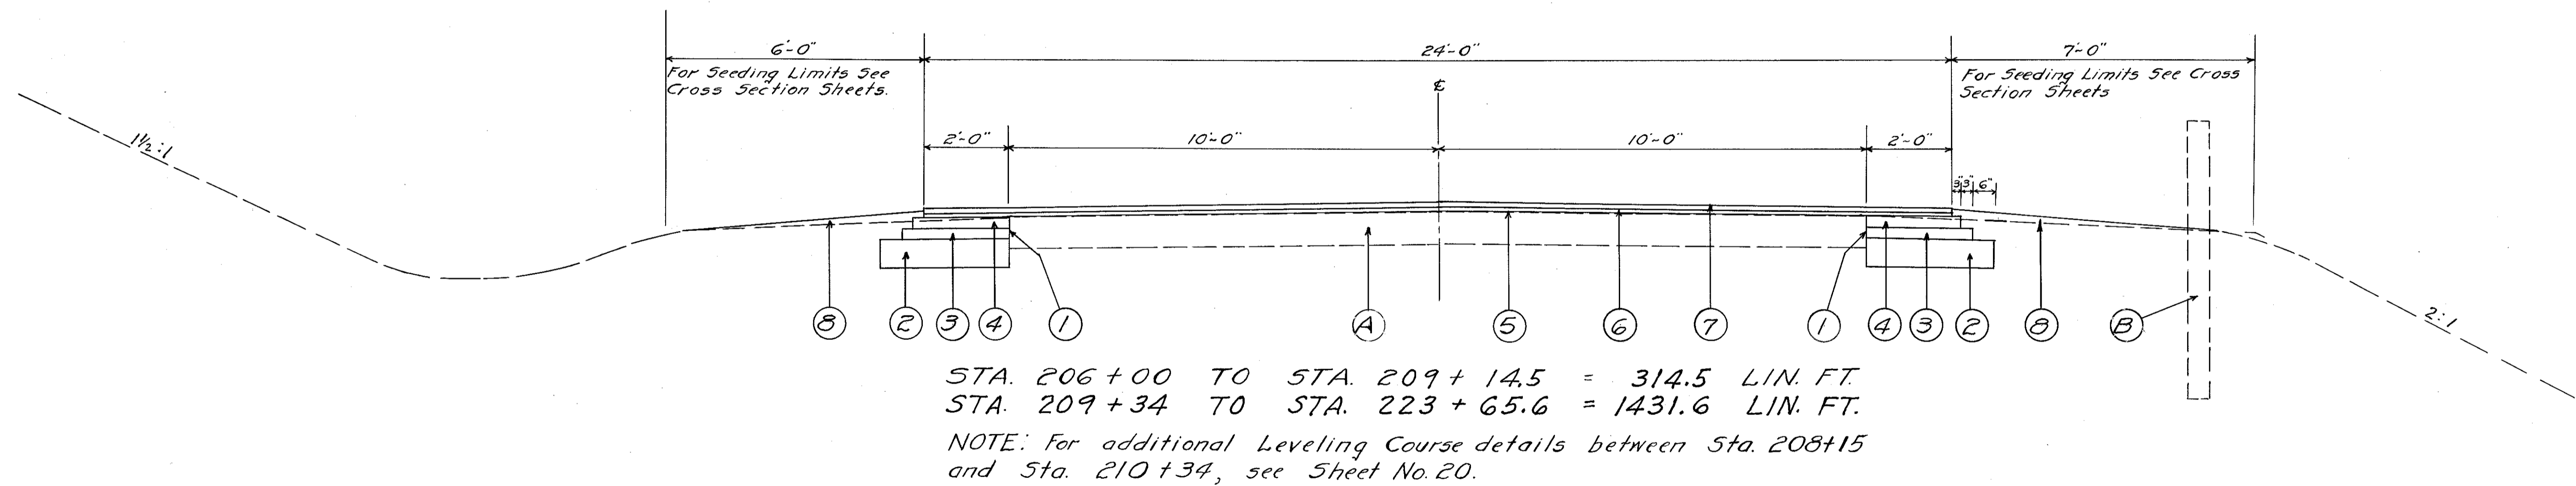 6'-0" 24'-0" 7'-0"
For Seeding Limits See
Cross Section Sheets.
For Seeding Limits See Cross
Section Sheets
℄
1½:1
2'-0" 10'-0" 10'-0" 2'-0"
3" 3" 6"
8 2 3 4 1 A 5 6 7 1 4 3 2 8 B
2:1
STA. 206+00 TO STA. 209+14.5 = 314.5 LIN. FT.
STA. 209+34 TO STA. 223+65.6 = 1431.6 LIN. FT.
NOTE: For additional Leveling Course details between Sta. 208+15
and Sta. 210+34, see Sheet No. 20.